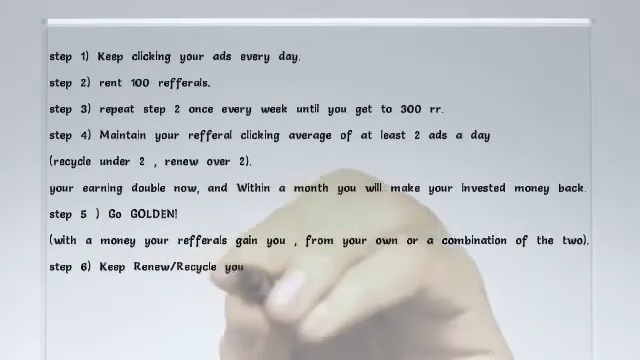 step 1) Keep clicking your ads every day.
step 2) rent 100 refferals.
step 3) repeat step 2 once every week until you get to 300 rr.
step 4) Maintain your refferal clicking average of at least 2 ads a day
(recycle under 2 , renew over 2).
your earning double now, and Within a month you will make your invested money back.
step 5 ) Go GOLDEN!
(with a money your refferals gain you , from your own or a combination of the two).
step 6) Keep Renew/Recycle you